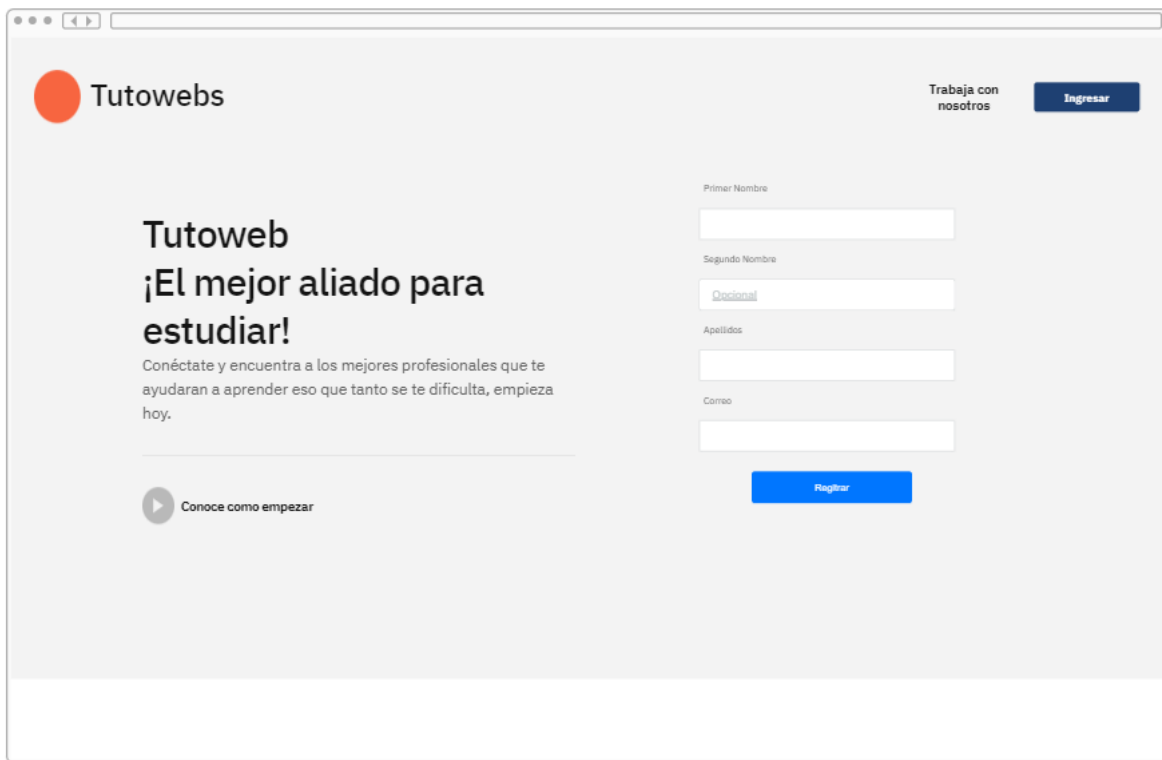 Tutowebs
Trabaja con
nosotros
Ingresar
Tutoweb
¡El mejor aliado para
estudiar!
Conéctate y encuentra a los mejores profesionales que te
ayudaran a aprender eso que tanto se te dificulta, empieza
hoy.
Conoce como empezar
Primer Nombre
Segundo Nombre
Opcional
Apellidos
Correo
Regitrar